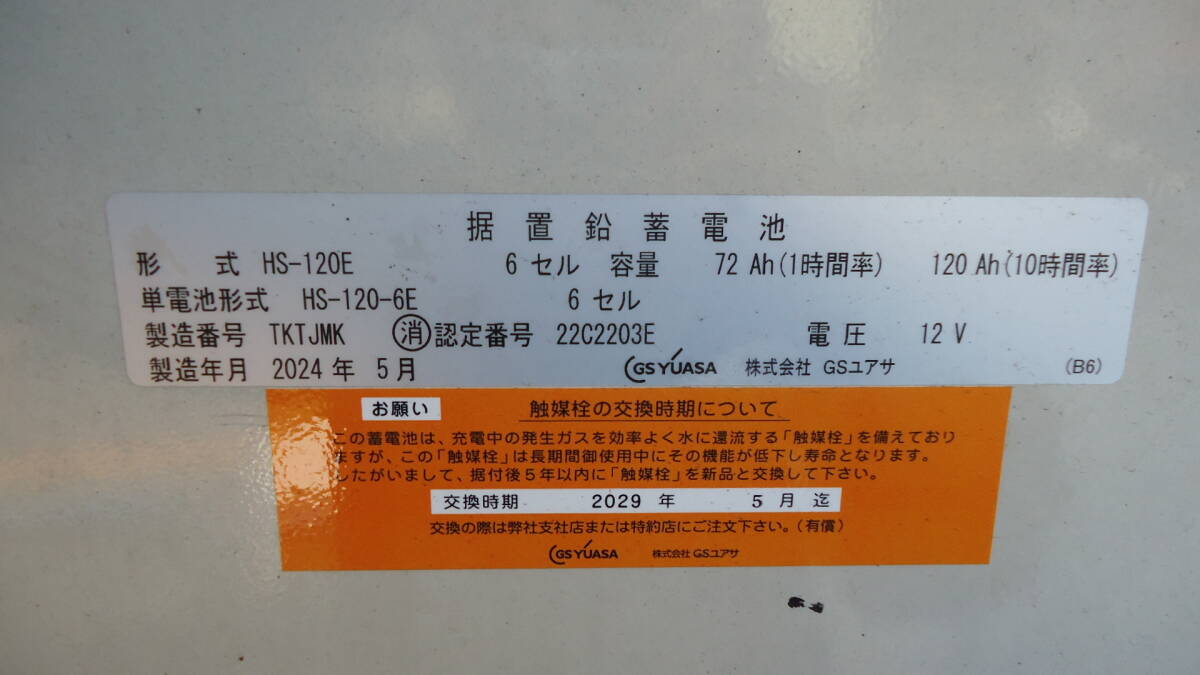 据置鉛蓄電池
形 式 HS-120E 6 セル 容量 72 Ah(1時間率) 120 Ah(10時間率)
単電池形式 HS-120-6E 6 セル
製造番号 TKTJMK ㊝消 認定番号 22C2203E 電圧 12 V
製造年月 2024 年 5 月 GS YUASA 株式会社 GSユアサ (B6)
お願い 触媒栓の交換時期について
この蓄電池は、充電中の発生ガスを効率よく水に還流する「触媒栓」を備えており
ますが、この「触媒栓」は長期間御使用中にその機能が低下し寿命となります。
したがいまして、据付後5年以内に「触媒栓」を新品と交換して下さい。
交換時期 2029 年 5 月 迄
交換の際は弊社支社店または特約店にご注文下さい。(有償)
GS YUASA 株式会社 GSユアサ